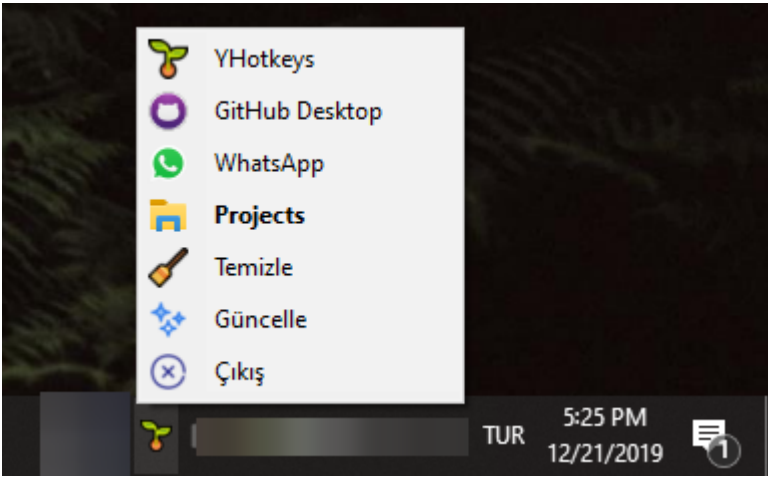 YHotkeys
GitHub Desktop
WhatsApp
Projects
Temizle
Güncelle
Çıkış
TUR
5:25 PM
12/21/2019
1